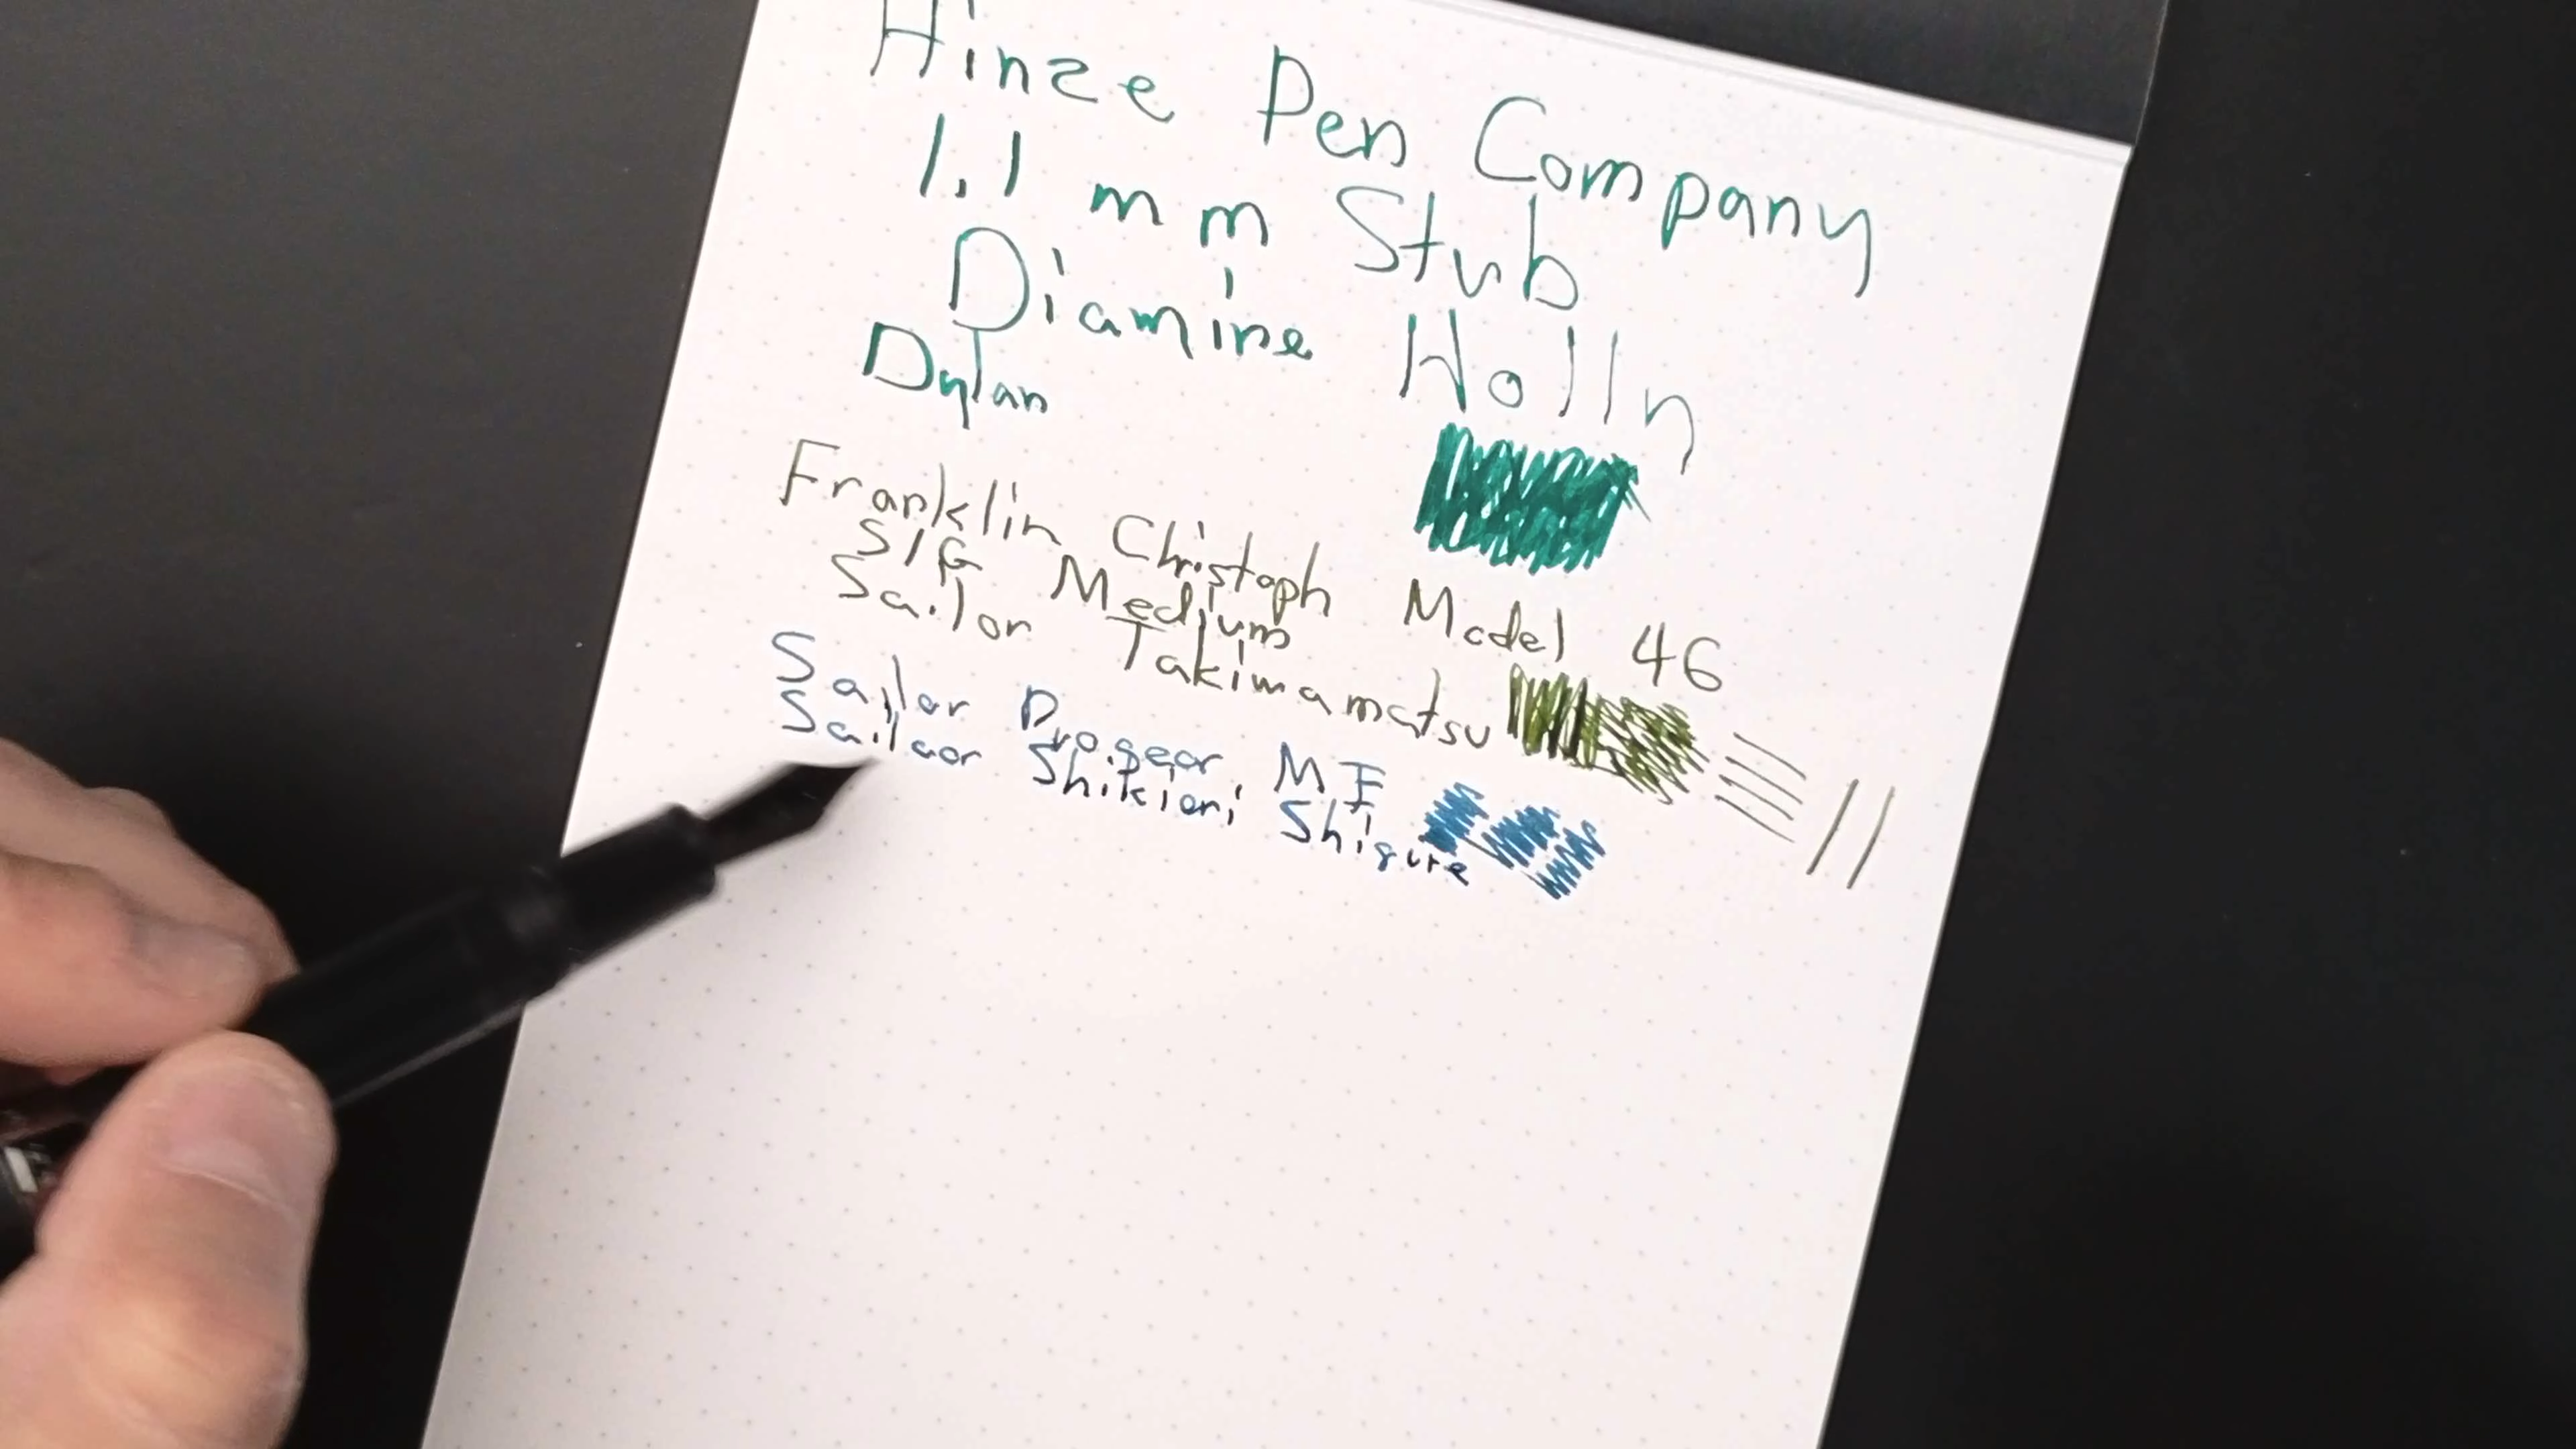 Hinze Pen Company
1.1 mm Stub
Diamine Holly
Dylan
Franklin Christoph Model 46
SIG Medium
Sailor Takimamatsu
Sailor Progear MF
Sailaor Shikiori Shigure